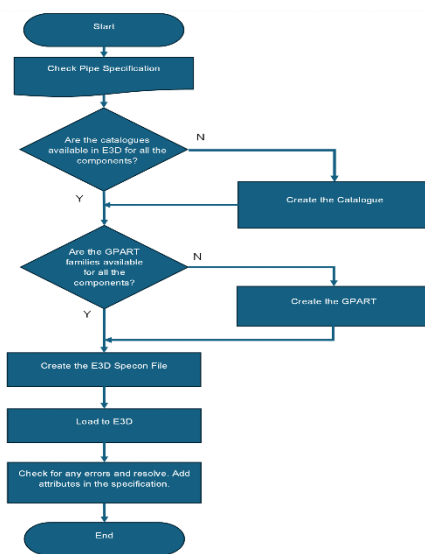 Start
Check Pipe Specification
Are the catalogues
available in E3D for all the
components?
N
Y
Create the Catalogue
Are the GPART
families available
for all the
components?
N
Y
Create the GPART
Create the E3D Specon File
Load to E3D
Check for any errors and resolve. Add
attributes in the specification.
End